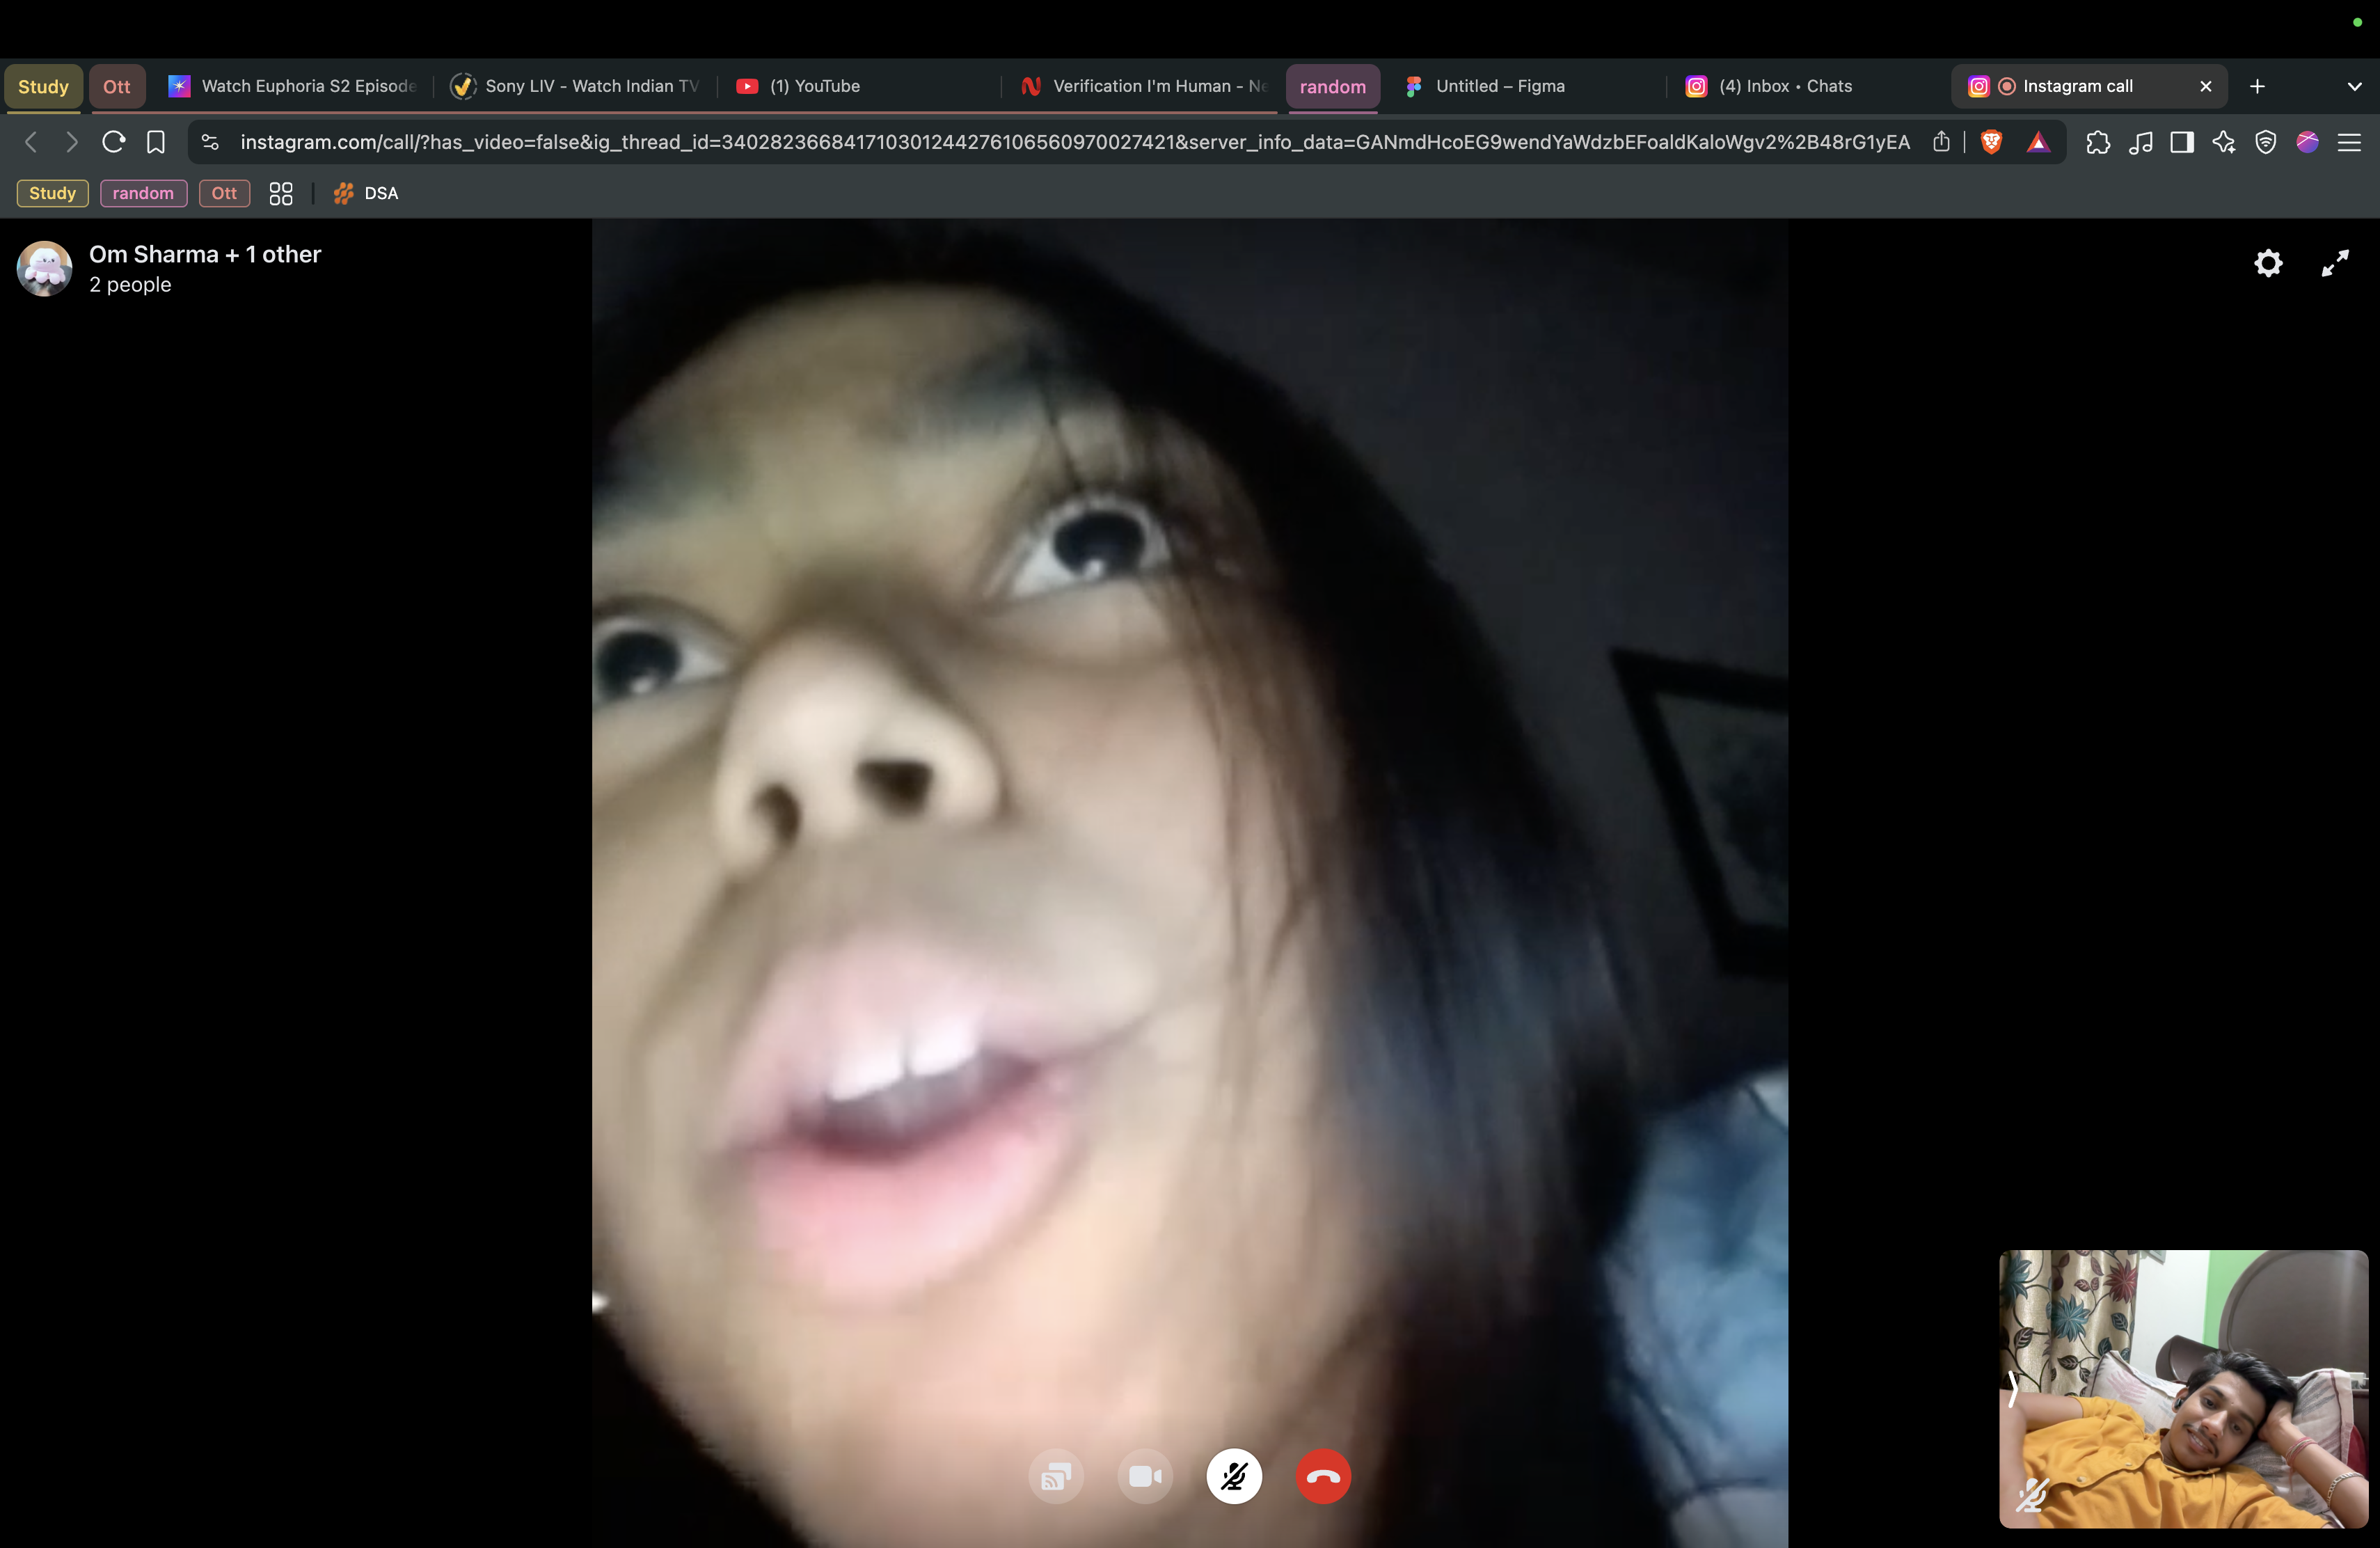 Study
Ott
Watch Euphoria S2 Episode
Sony LIV - Watch Indian TV
(1) YouTube
Verification I'm Human - Ne
random
Untitled – Figma
(4) Inbox • Chats
Instagram call
instagram.com/call/?has_video=false&ig_thread_id=340282366841710301244276106560970027421&server_info_data=GANmdHcoEG9wendYaWdzbEFoaldKaloWgv2%2B48rG1yEA
Study
random
Ott
DSA
Om Sharma + 1 other
2 people